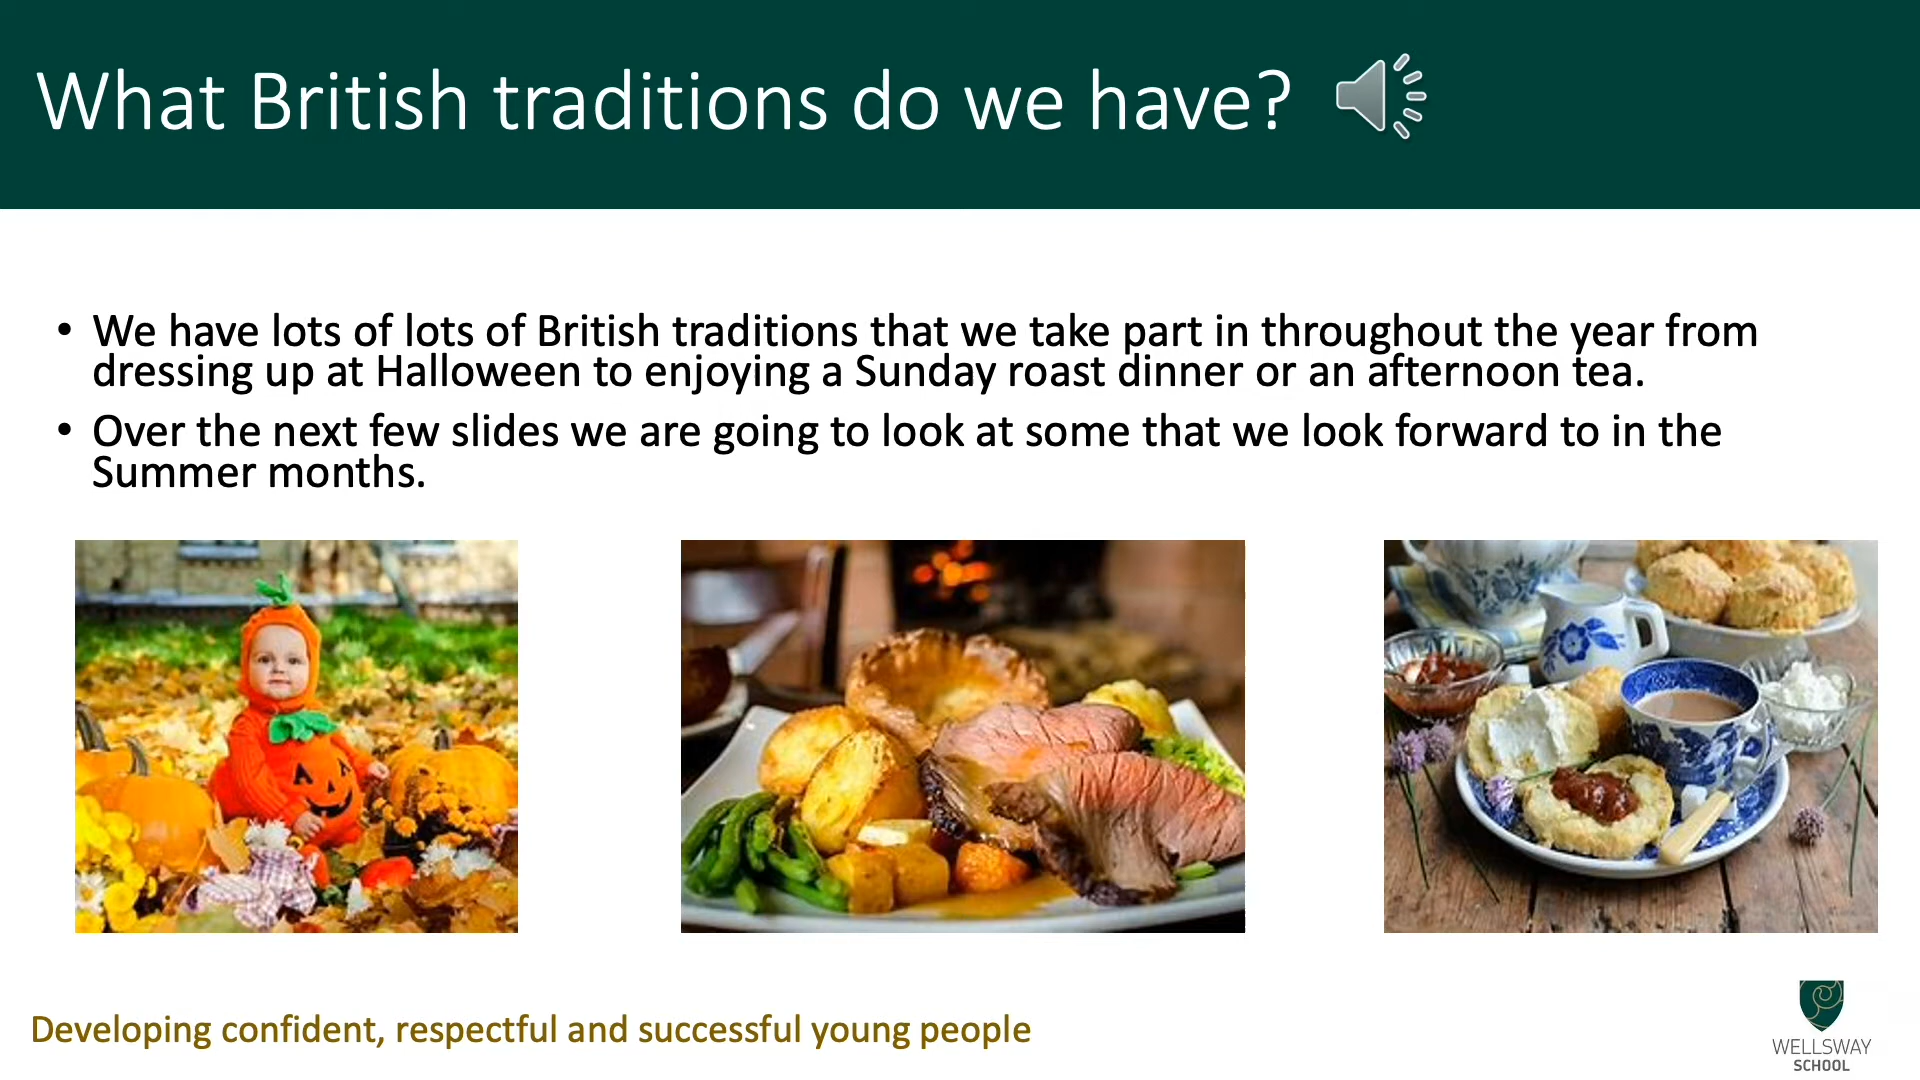 What British traditions do we have?
• We have lots of lots of British traditions that we take part in throughout the year from
dressing up at Halloween to enjoying a Sunday roast dinner or an afternoon tea.
• Over the next few slides we are going to look at some that we look forward to in the
Summer months.
Developing confident, respectful and successful young people
WELLSWAY
SCHOOL